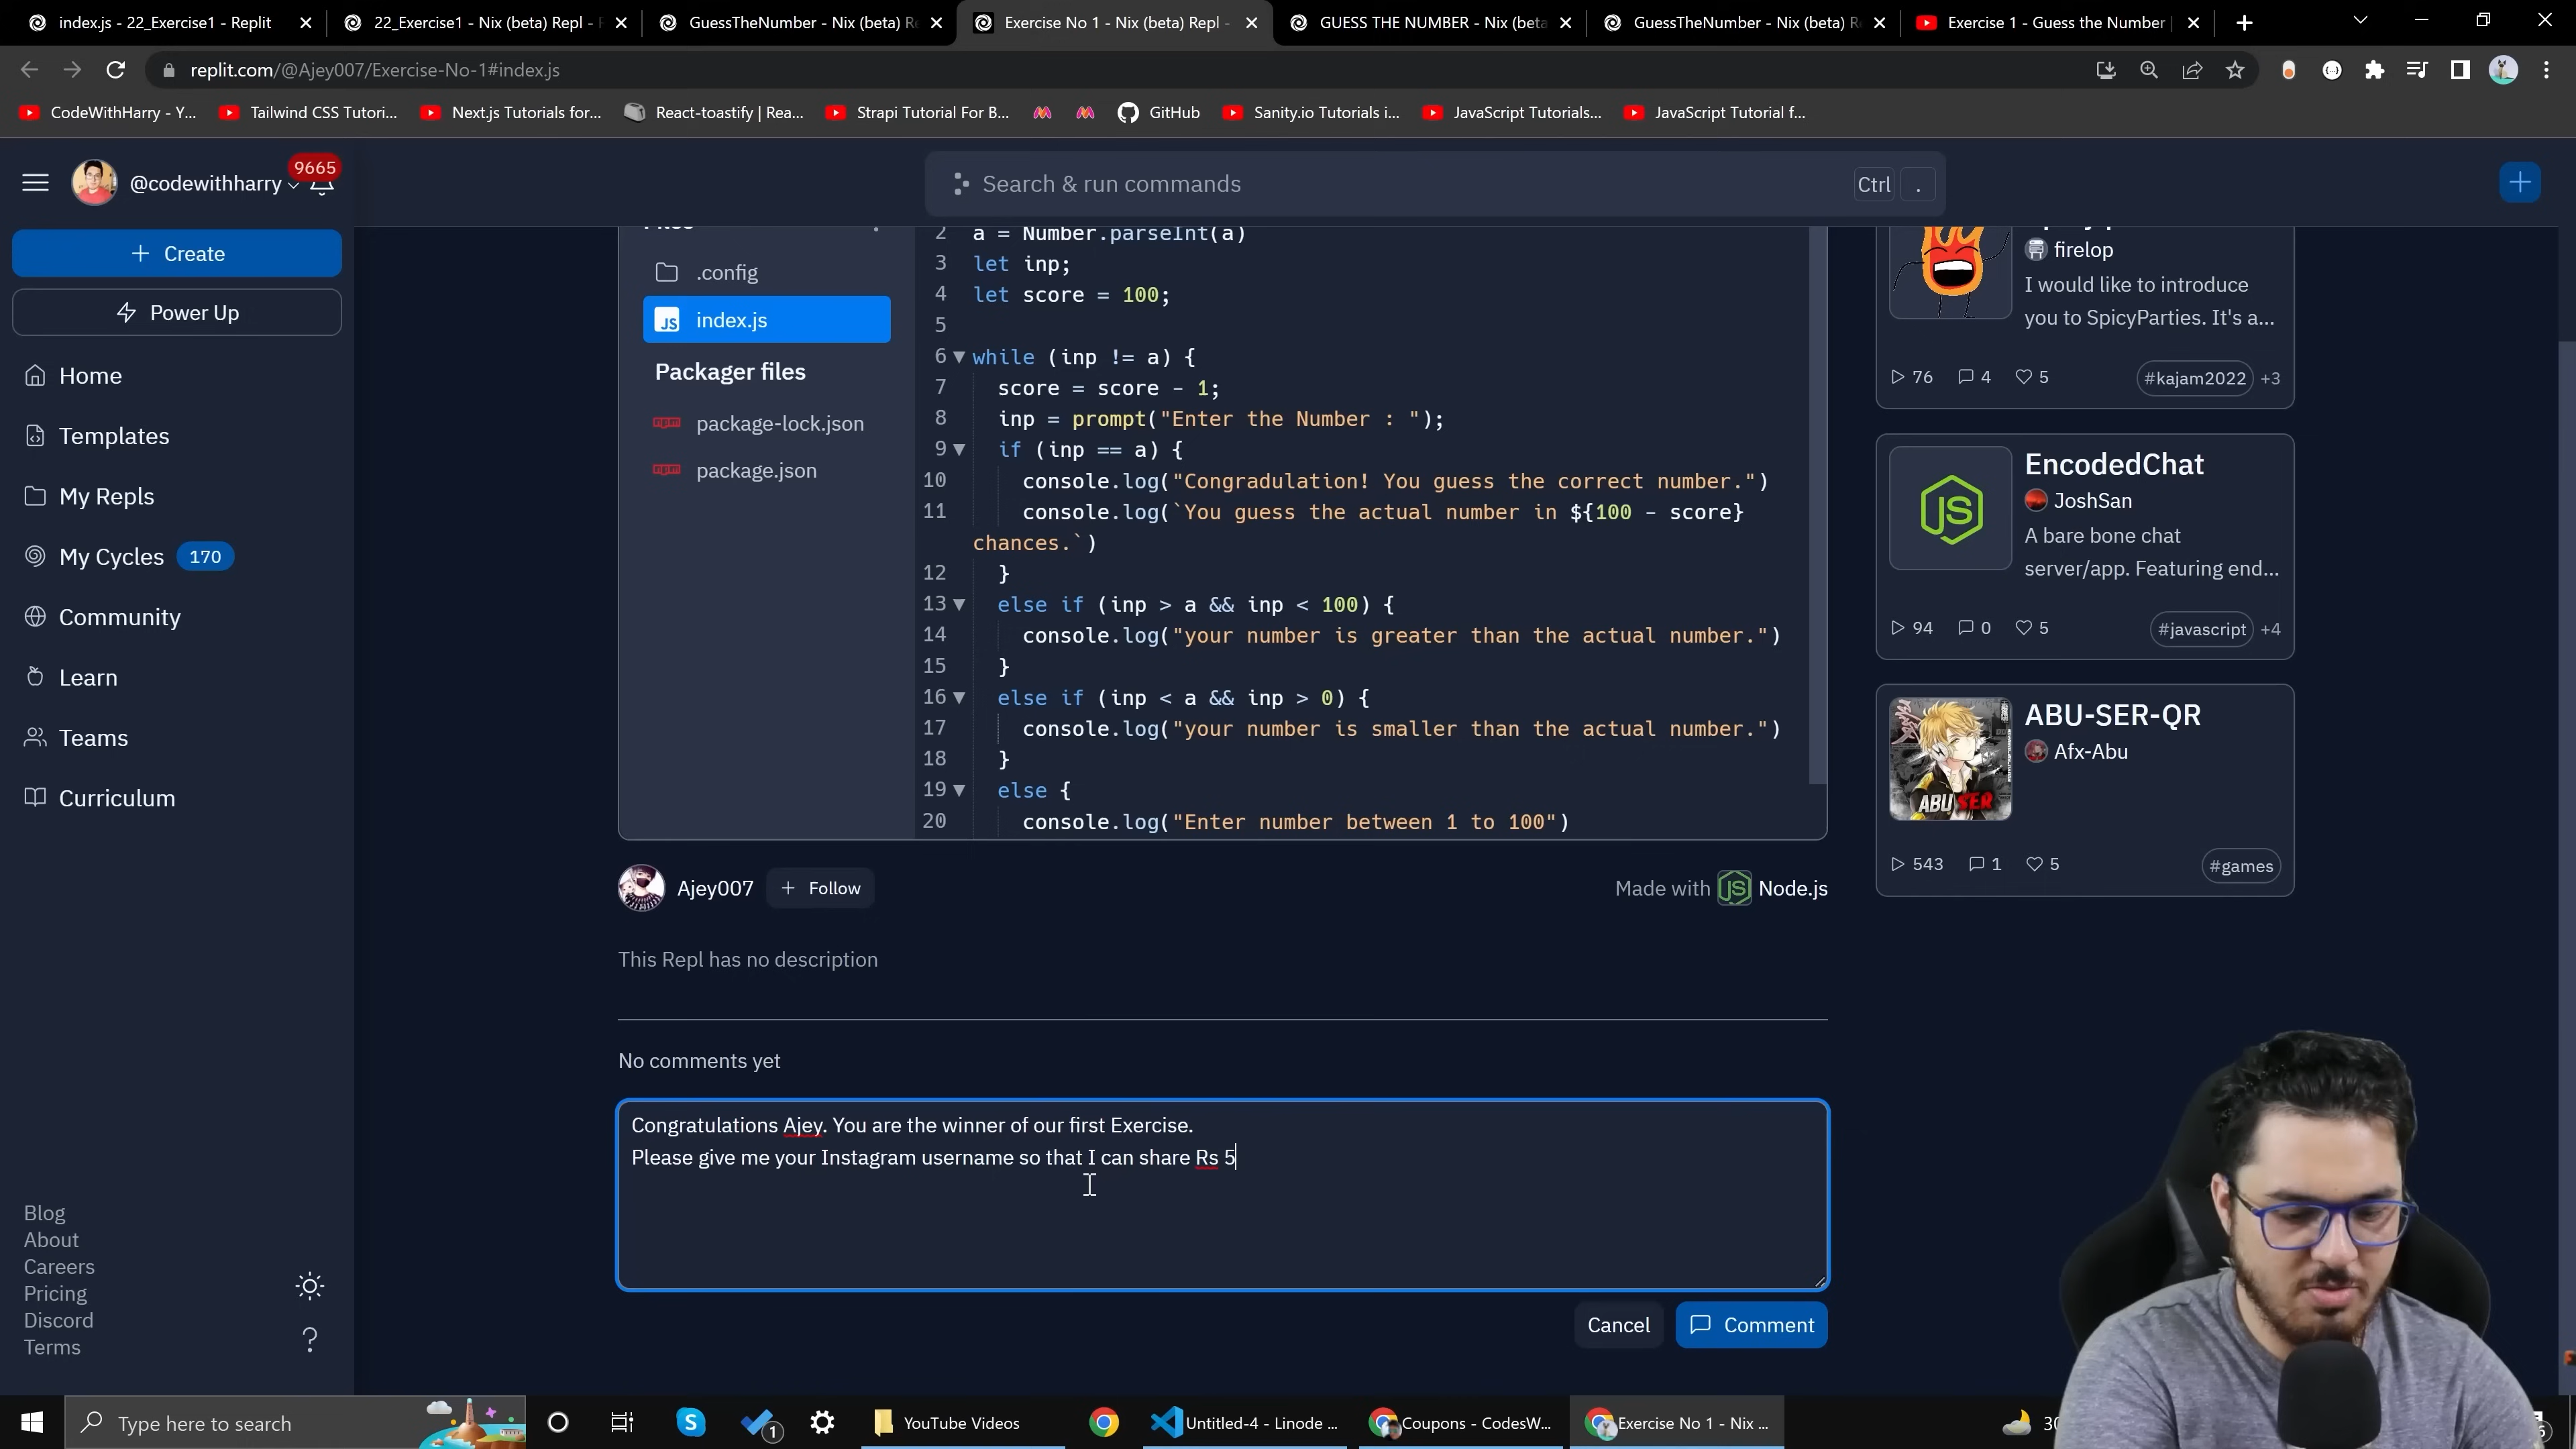 index.js - 22_Exercise1 - Replit
22_Exercise1 - Nix (beta) Repl - R
GuessTheNumber - Nix (beta) Re
Exercise No 1 - Nix (beta) Repl -
GUESS THE NUMBER - Nix (beta
GuessTheNumber - Nix (beta) Re
Exercise 1 - Guess the Number |
replit.com/@Ajey007/Exercise-No-1#index.js
CodeWithHarry - Y...
Tailwind CSS Tutori...
Next.js Tutorials for...
React-toastify | Rea...
Strapi Tutorial For B...
GitHub
Sanity.io Tutorials i...
JavaScript Tutorials...
JavaScript Tutorial f...
@codewithharry
9665
Search & run commands
Ctrl
.
+ Create
Power Up
Home
Templates
My Repls
My Cycles 170
Community
Learn
Teams
Curriculum
Blog
About
Careers
Pricing
Discord
Terms
.config
JS index.js
Packager files
npm package-lock.json
npm package.json
2 a = Number.parseInt(a)
3 let inp;
4 let score = 100;
5
6 while (inp != a) {
7 score = score - 1;
8 inp = prompt("Enter the Number : ");
9 if (inp == a) {
10 console.log("Congradulation! You guess the correct number.")
11 console.log(`You guess the actual number in ${100 - score}
chances.`)
12 }
13 else if (inp > a && inp < 100) {
14 console.log("your number is greater than the actual number.")
15 }
16 else if (inp < a && inp > 0) {
17 console.log("your number is smaller than the actual number.")
18 }
19 else {
20 console.log("Enter number between 1 to 100")
Ajey007
+ Follow
Made with JS Node.js
This Repl has no description
No comments yet
Congratulations Ajey. You are the winner of our first Exercise.
Please give me your Instagram username so that I can share Rs 5
Cancel
Comment
firelop
I would like to introduce
you to SpicyParties. It's a...
76 4 5 #kajam2022 +3
EncodedChat
JoshSan
A bare bone chat
server/app. Featuring end...
94 0 5 #javascript +4
ABU-SER-QR
Afx-Abu
ABU SER
543 1 5 #games
Type here to search
1
YouTube Videos
Untitled-4 - Linode ...
Coupons - CodesW...
Exercise No 1 - Nix ...